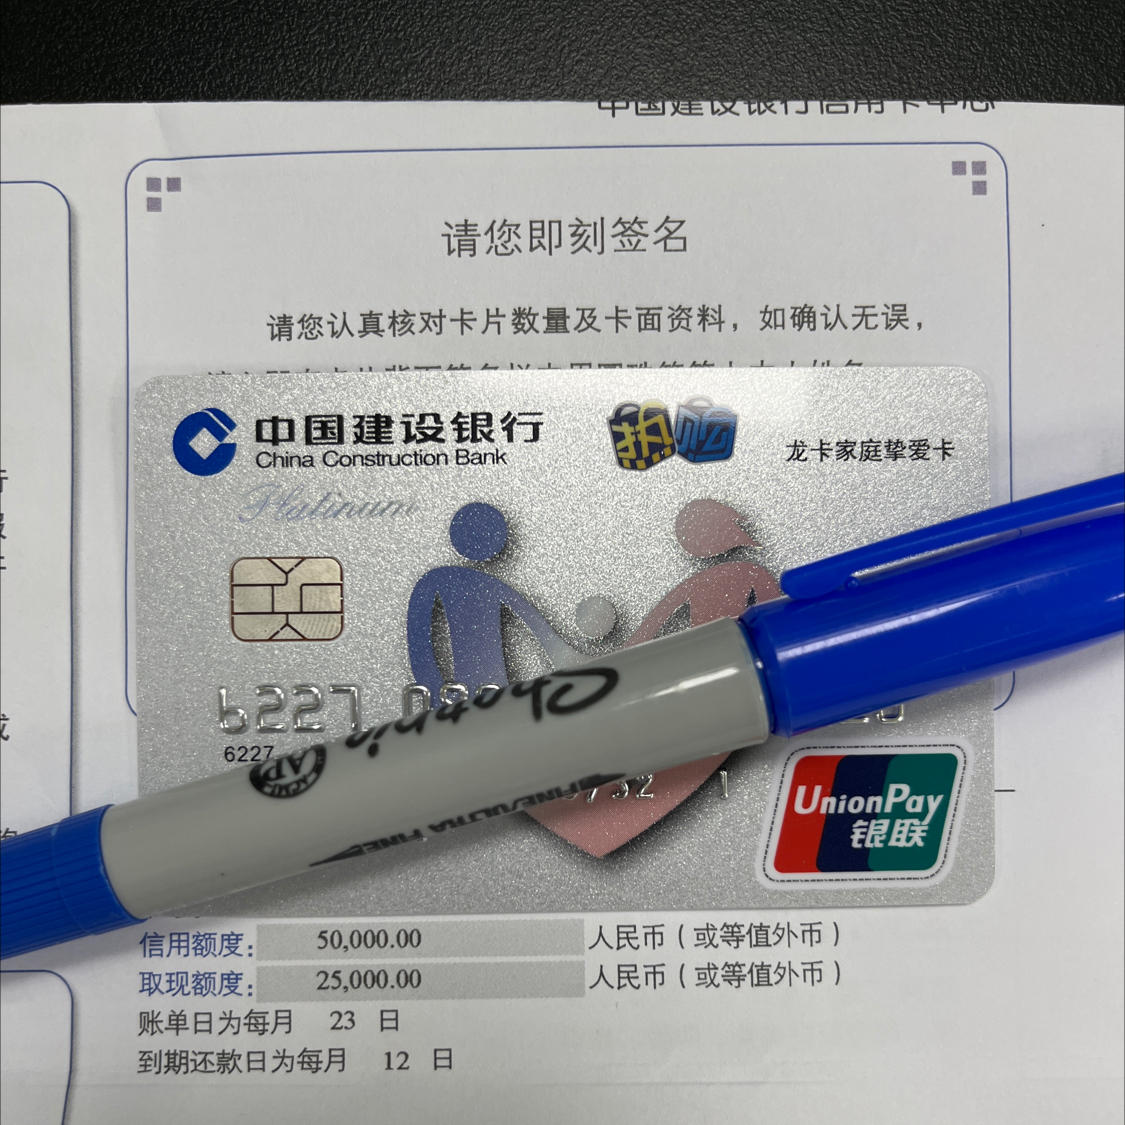 中国建设银行信用卡中心
请您即刻签名
请您认真核对卡片数量及卡面资料，如确认无误，
中国建设银行
China Construction Bank
热购
龙卡家庭挚爱卡
Platinum
6227
6227
FINE/ULTRA FINE
UnionPay
银联
信用额度: 50,000.00 人民币（或等值外币）
取现额度: 25,000.00 人民币（或等值外币）
账单日为每月 23 日
到期还款日为每月 12 日